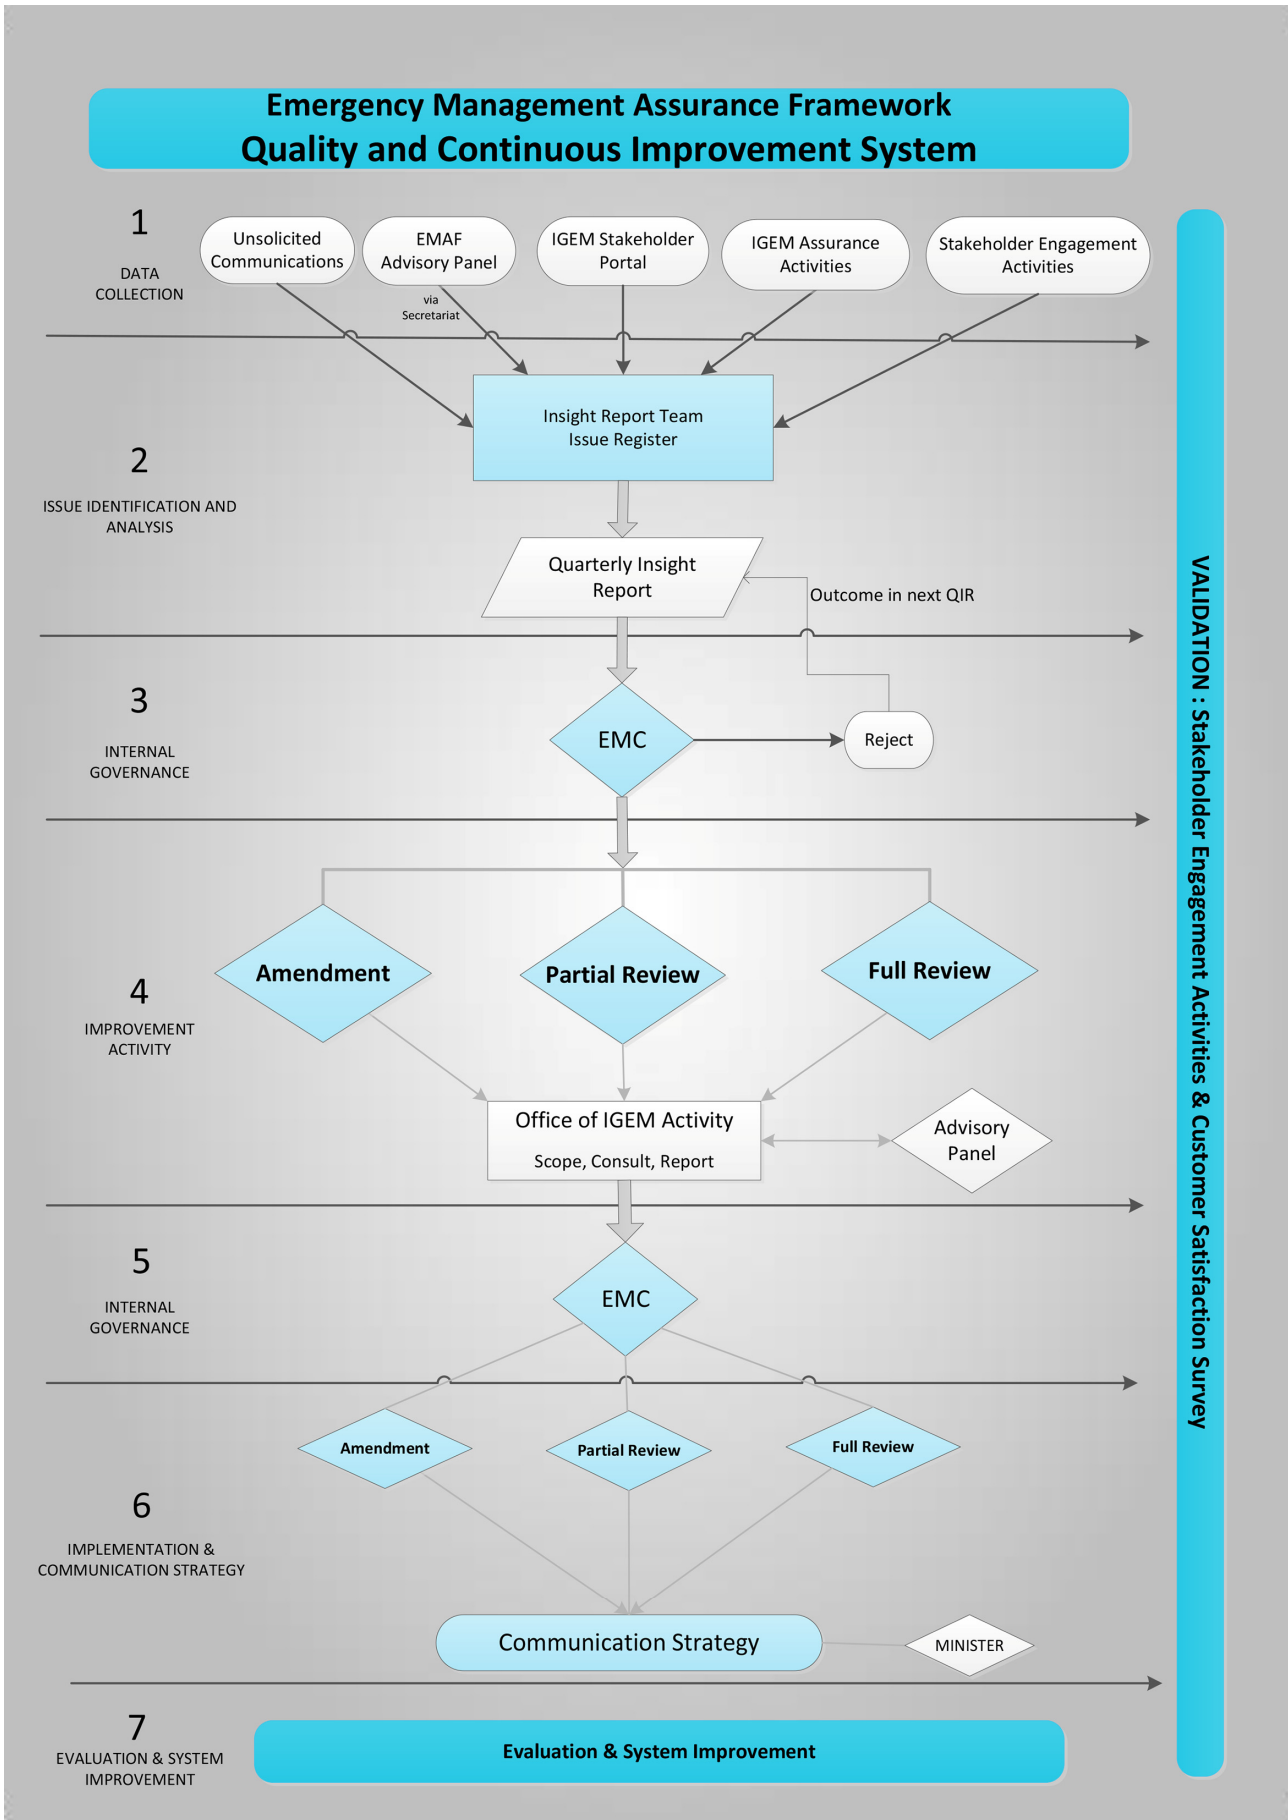 Emergency Management Assurance Framework
Quality and Continuous Improvement System
1
DATA
COLLECTION
Unsolicited
Communications
EMAF
Advisory Panel
IGEM Stakeholder
Portal
IGEM Assurance
Activities
Stakeholder Engagement
Activities
via
Secretariat
2
ISSUE IDENTIFICATION AND
ANALYSIS
Insight Report Team
Issue Register
Quarterly Insight
Report
Outcome in next QIR
3
INTERNAL
GOVERNANCE
EMC
Reject
4
IMPROVEMENT
ACTIVITY
Amendment
Partial Review
Full Review
Office of IGEM Activity
Scope, Consult, Report
Advisory
Panel
5
INTERNAL
GOVERNANCE
EMC
6
IMPLEMENTATION &
COMMUNICATION STRATEGY
Amendment
Partial Review
Full Review
Communication Strategy
MINISTER
7
EVALUATION & SYSTEM
IMPROVEMENT
Evaluation & System Improvement
VALIDATION : Stakeholder Engagement Activities & Customer Satisfaction Survey